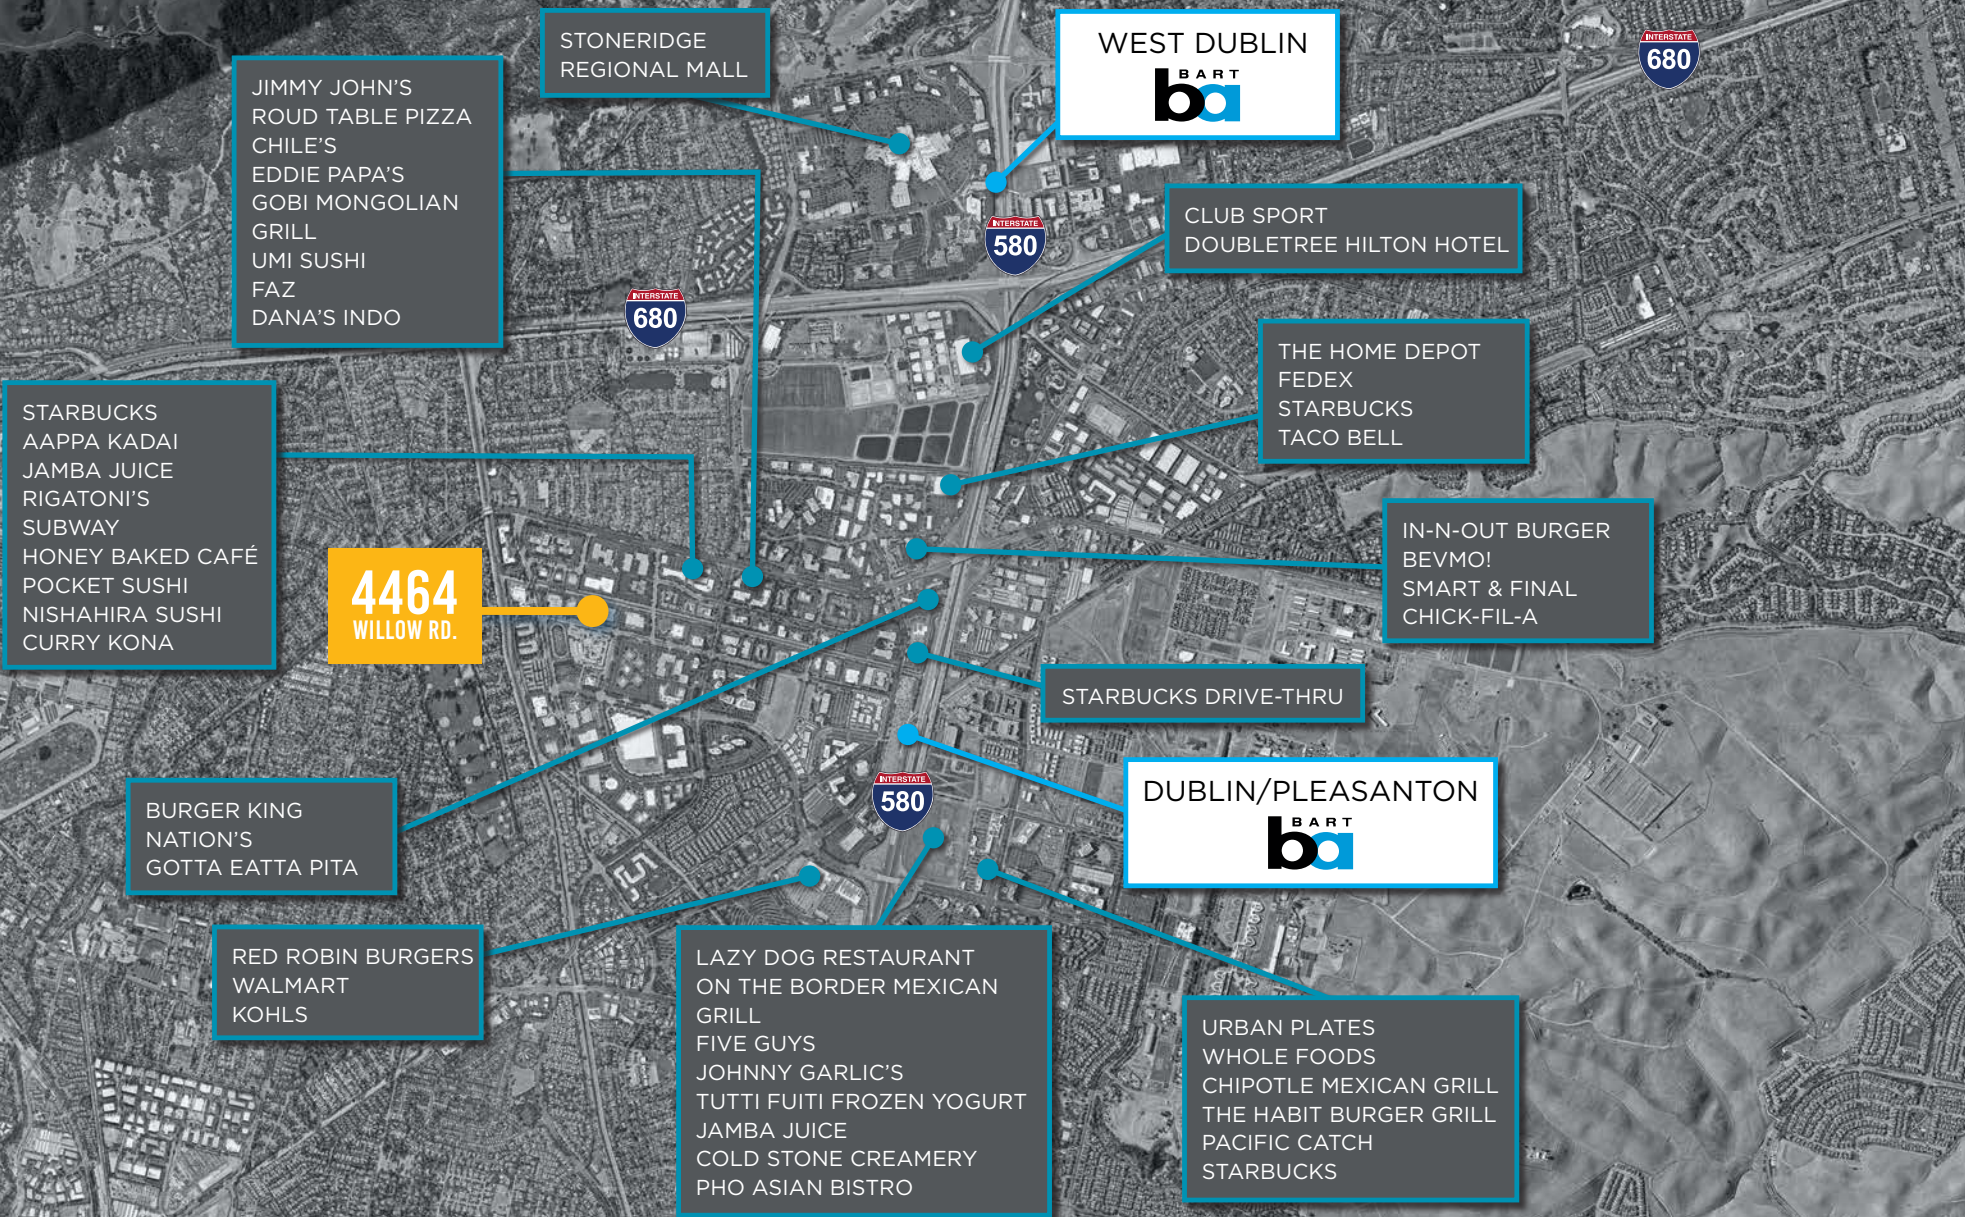 STONERIDGE
REGIONAL MALL
WEST DUBLIN
BART
ba
INTERSTATE
680
JIMMY JOHN'S
ROUD TABLE PIZZA
CHILE'S
EDDIE PAPA'S
GOBI MONGOLIAN
GRILL
UMI SUSHI
FAZ
DANA'S INDO
CLUB SPORT
DOUBLETREE HILTON HOTEL
INTERSTATE
580
INTERSTATE
680
THE HOME DEPOT
FEDEX
STARBUCKS
TACO BELL
STARBUCKS
AAPPA KADAI
JAMBA JUICE
RIGATONI'S
SUBWAY
HONEY BAKED CAFÉ
POCKET SUSHI
NISHAHIRA SUSHI
CURRY KONA
4464
WILLOW RD.
IN-N-OUT BURGER
BEVMO!
SMART & FINAL
CHICK-FIL-A
STARBUCKS DRIVE-THRU
DUBLIN/PLEASANTON
BART
ba
INTERSTATE
580
BURGER KING
NATION'S
GOTTA EATTA PITA
RED ROBIN BURGERS
WALMART
KOHLS
LAZY DOG RESTAURANT
ON THE BORDER MEXICAN
GRILL
FIVE GUYS
JOHNNY GARLIC'S
TUTTI FUITI FROZEN YOGURT
JAMBA JUICE
COLD STONE CREAMERY
PHO ASIAN BISTRO
URBAN PLATES
WHOLE FOODS
CHIPOTLE MEXICAN GRILL
THE HABIT BURGER GRILL
PACIFIC CATCH
STARBUCKS